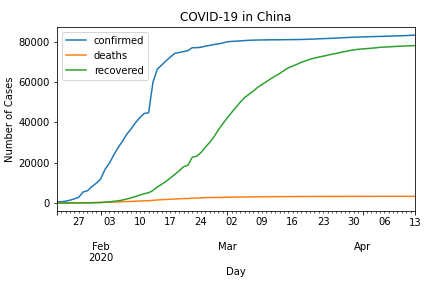 COVID-19 in China
confirmed
deaths
recovered
Number of Cases
80000
60000
40000
20000
0
27 03 10 17 24 02 09 16 23 30 06 13
Feb Mar Apr
2020
Day